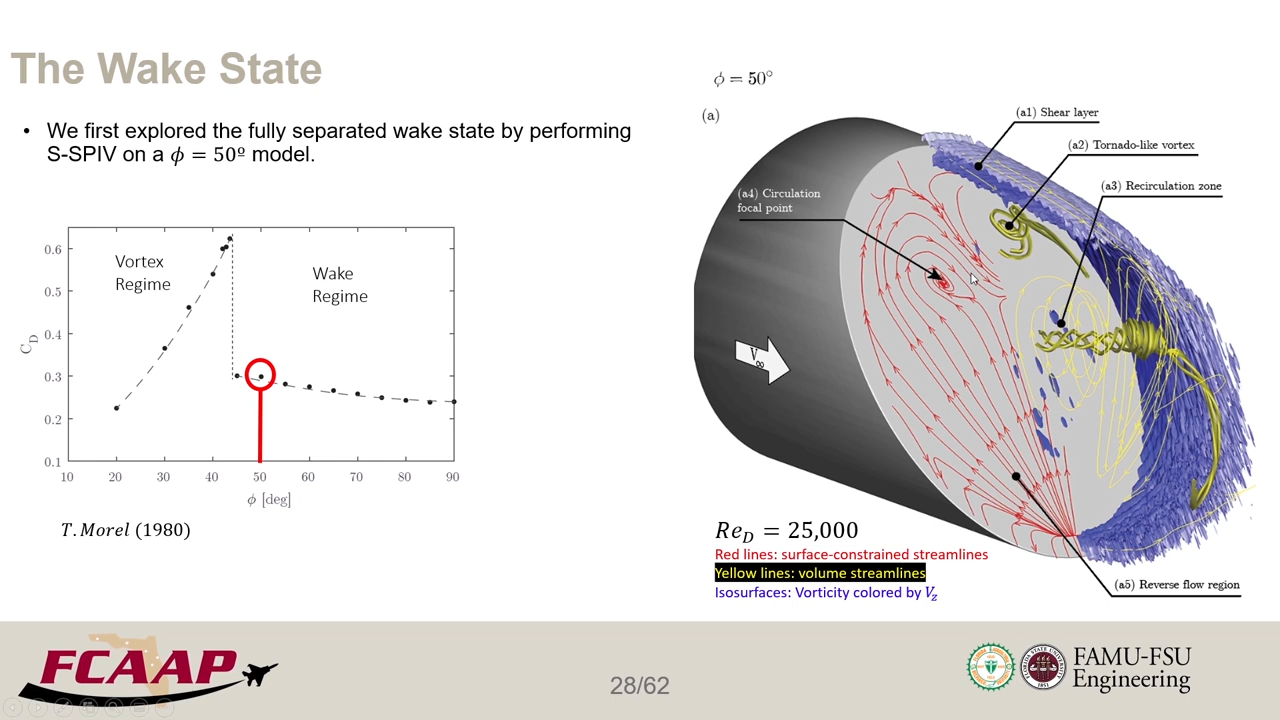 The Wake State
• We first explored the fully separated wake state by performing
S-SPIV on a ϕ = 50º model.
0.6
0.5
0.4
0.3
0.2
0.1
C_D
Vortex
Regime
Wake
Regime
10 20 30 40 50 60 70 80 90
ϕ [deg]
T. Morel (1980)
ϕ = 50°
(a)
(a1) Shear layer
(a2) Tornado-like vortex
(a3) Recirculation zone
(a4) Circulation
focal point
V∞
(a5) Reverse flow region
Re_D = 25,000
Red lines: surface-constrained streamlines
Yellow lines: volume streamlines
Isosurfaces: Vorticity colored by V_z
FCAAP
28/62
FAMU-FSU
Engineering